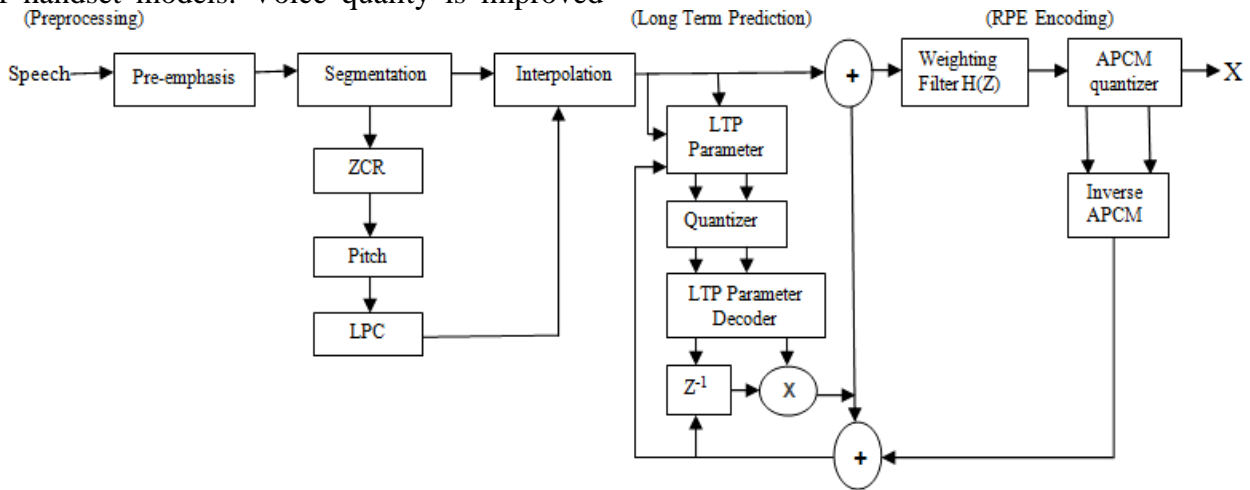 handset models. Voice quality is improved
(Preprocessing)
(Long Term Prediction)
(RPE Encoding)
Speech
Pre-emphasis
Segmentation
Interpolation
+
Weighting
Filter H(Z)
APCM
quantizer
X
ZCR
Pitch
LPC
LTP
Parameter
Quantizer
LTP Parameter
Decoder
Z⁻¹
X
+
Inverse
APCM